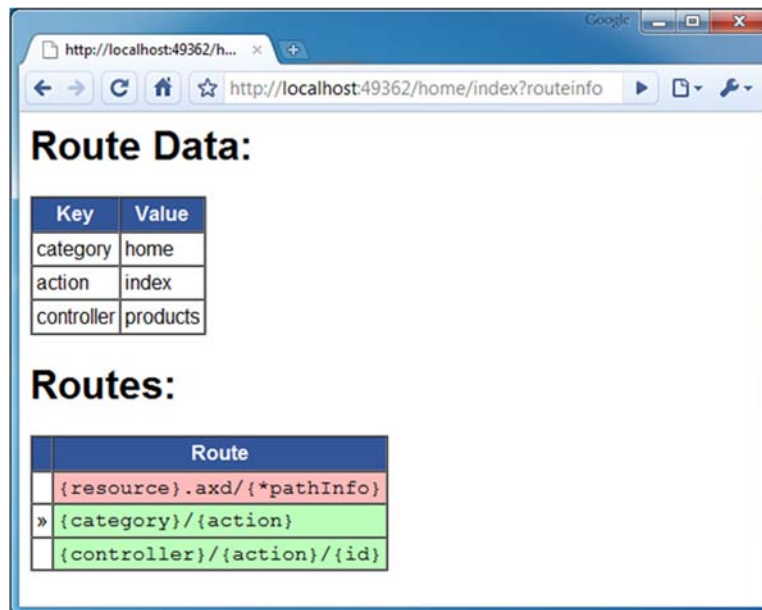 Google
http://localhost:49362/h...
http://localhost:49362/home/index?routeinfo
Route Data:
Key Value
category home
action index
controller products
Routes:
Route
{resource}.axd/{*pathInfo}
» {category}/{action}
{controller}/{action}/{id}